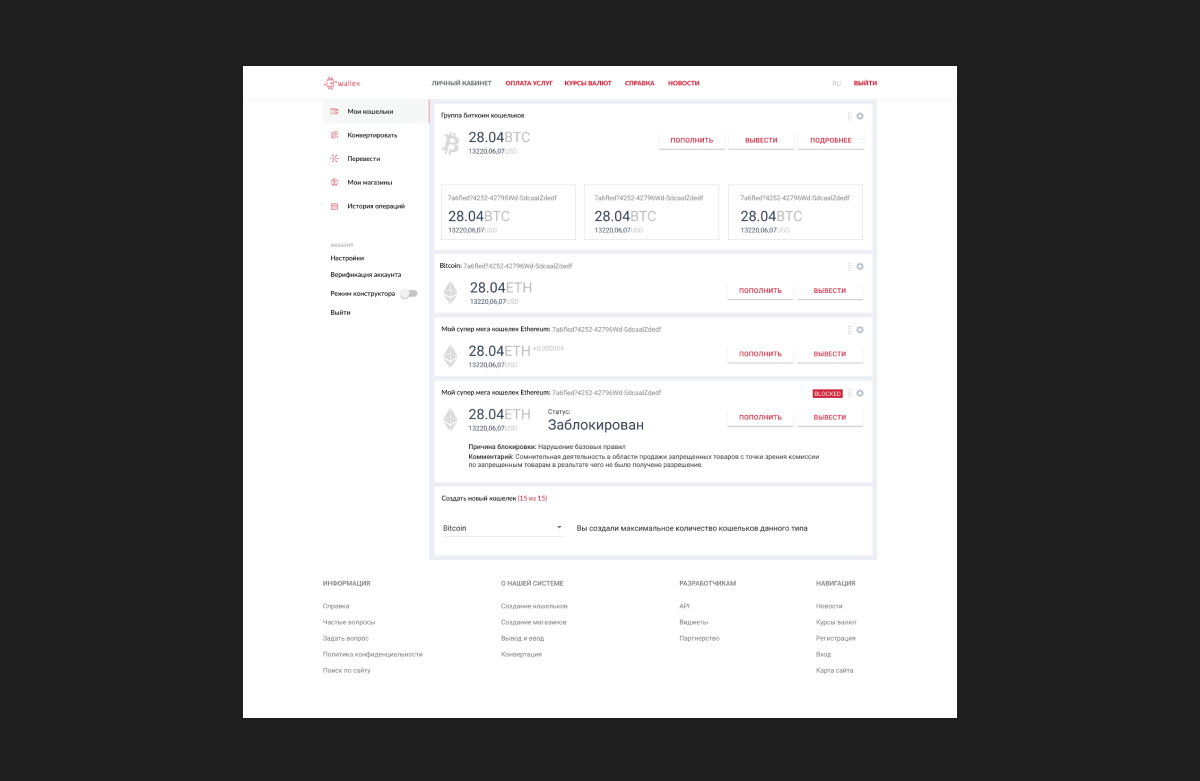 wallex
ЛИЧНЫЙ КАБИНЕТ ОПЛАТА УСЛУГ КУРСЫ ВАЛЮТ СПРАВКА НОВОСТИ RU ВЫЙТИ
Мои кошельки
Конвертировать
Перевести
Мои магазины
История операций
АККАУНТ
Настройки
Верификация аккаунта
Режим конструктора
Выйти
Группа биткоин кошельков
28.04BTC
13220,06,07USD
ПОПОЛНИТЬ ВЫВЕСТИ ПОДРОБНЕЕ
7a6fled?4252-42796Wd-SdcaalZdedf
28.04BTC
13220,06,07USD
7a6fled?4252-42796Wd-SdcaalZdedf
28.04BTC
13220,06,07USD
7a6fled?4252-42796Wd-SdcaalZdedf
28.04BTC
13220,06,07USD
Bitcoin: 7a6fled?4252-42796Wd-SdcaalZdedf
28.04ETH
13220,06,07USD
ПОПОЛНИТЬ ВЫВЕСТИ
Мой супер мега кошелек Ethereum: 7a6fled?4252-42796Wd-SdcaalZdedf
28.04ETH +0,000004
13220,06,07USD
ПОПОЛНИТЬ ВЫВЕСТИ
Мой супер мега кошелек Ethereum: 7a6fled?4252-42796Wd-SdcaalZdedf
BLOCKED
28.04ETH
13220,06,07USD
Статус:
Заблокирован
ПОПОЛНИТЬ ВЫВЕСТИ
Причина блокировки: Нарушение базовых правил
Комментарий: Сомнительная деятельность в области продажи запрещенных товаров с точки зрения комиссии
по запрещенным товарам в резльтате чего не было получено разрешение.
Создать новый кошелек (15 из 15)
Bitcoin
Вы создали максимальное количество кошельков данного типа
ИНФОРМАЦИЯ
Справка
Частые вопросы
Задать вопрос
Политика конфиденциальности
Поиск по сайту
О НАШЕЙ СИСТЕМЕ
Создание кошельков
Создание магазинов
Вывод и ввод
Конвертация
РАЗРАБОТЧИКАМ
API
Виджеты
Партнерство
НАВИГАЦИЯ
Новости
Курсы валют
Регистрация
Вход
Карта сайта